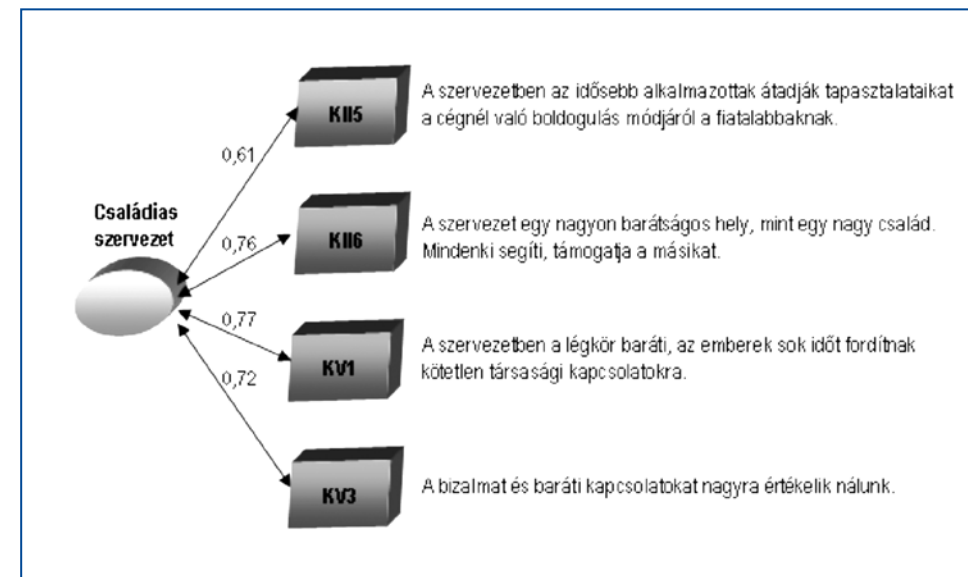 KII5
A szervezetben az idősebb alkalmazottak átadják tapasztalataikat
a cégnél való boldogulás módjáról a fiatalabbaknak.
0,61
Családias
szervezet
KII6
A szervezet egy nagyon barátságos hely, mint egy nagy család.
Mindenki segíti, támogatja a másikat.
0,76
0,77
KV1
A szervezetben a légkör baráti, az emberek sok időt fordítnak
kötetlen társasági kapcsolatokra.
0,72
KV3
A bizalmat és baráti kapcsolatokat nagyra értékelik nálunk.